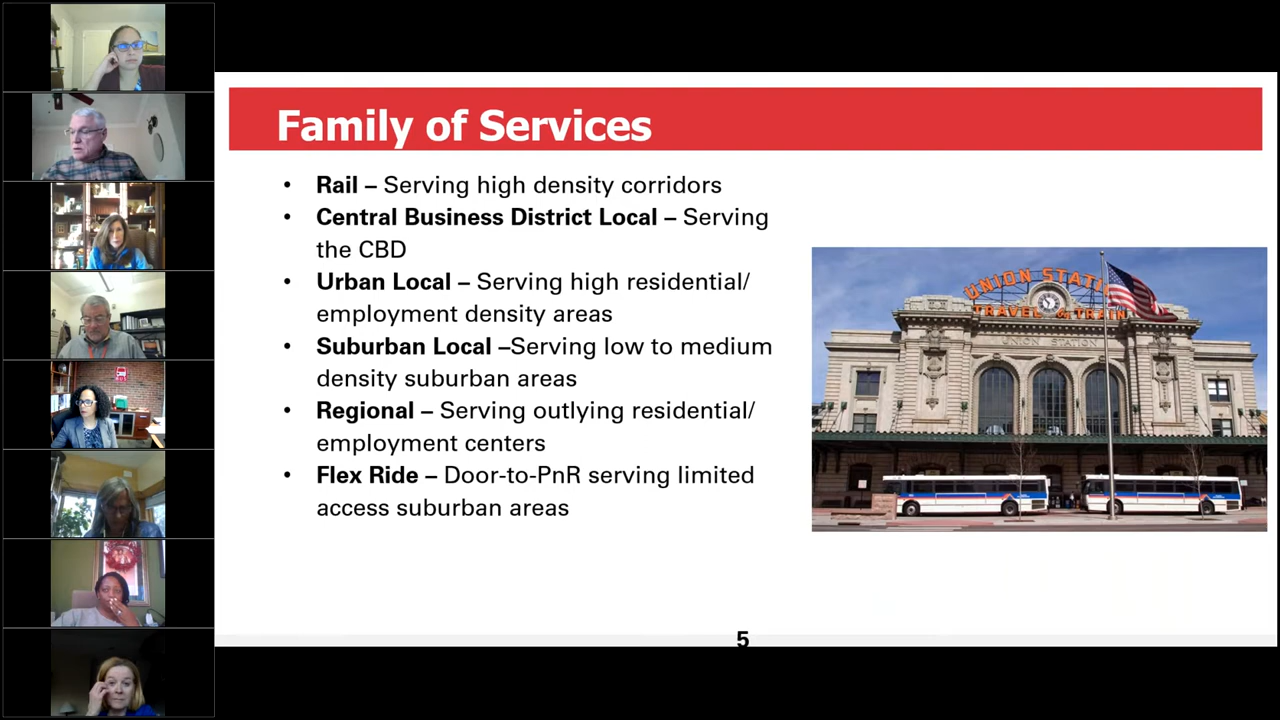 Family of Services
• Rail – Serving high density corridors
• Central Business District Local – Serving
the CBD
• Urban Local – Serving high residential/
employment density areas
• Suburban Local –Serving low to medium
density suburban areas
• Regional – Serving outlying residential/
employment centers
• Flex Ride – Door-to-PnR serving limited
access suburban areas
UNION STATI
TRAVEL by TRAIN
UNION STATION
5